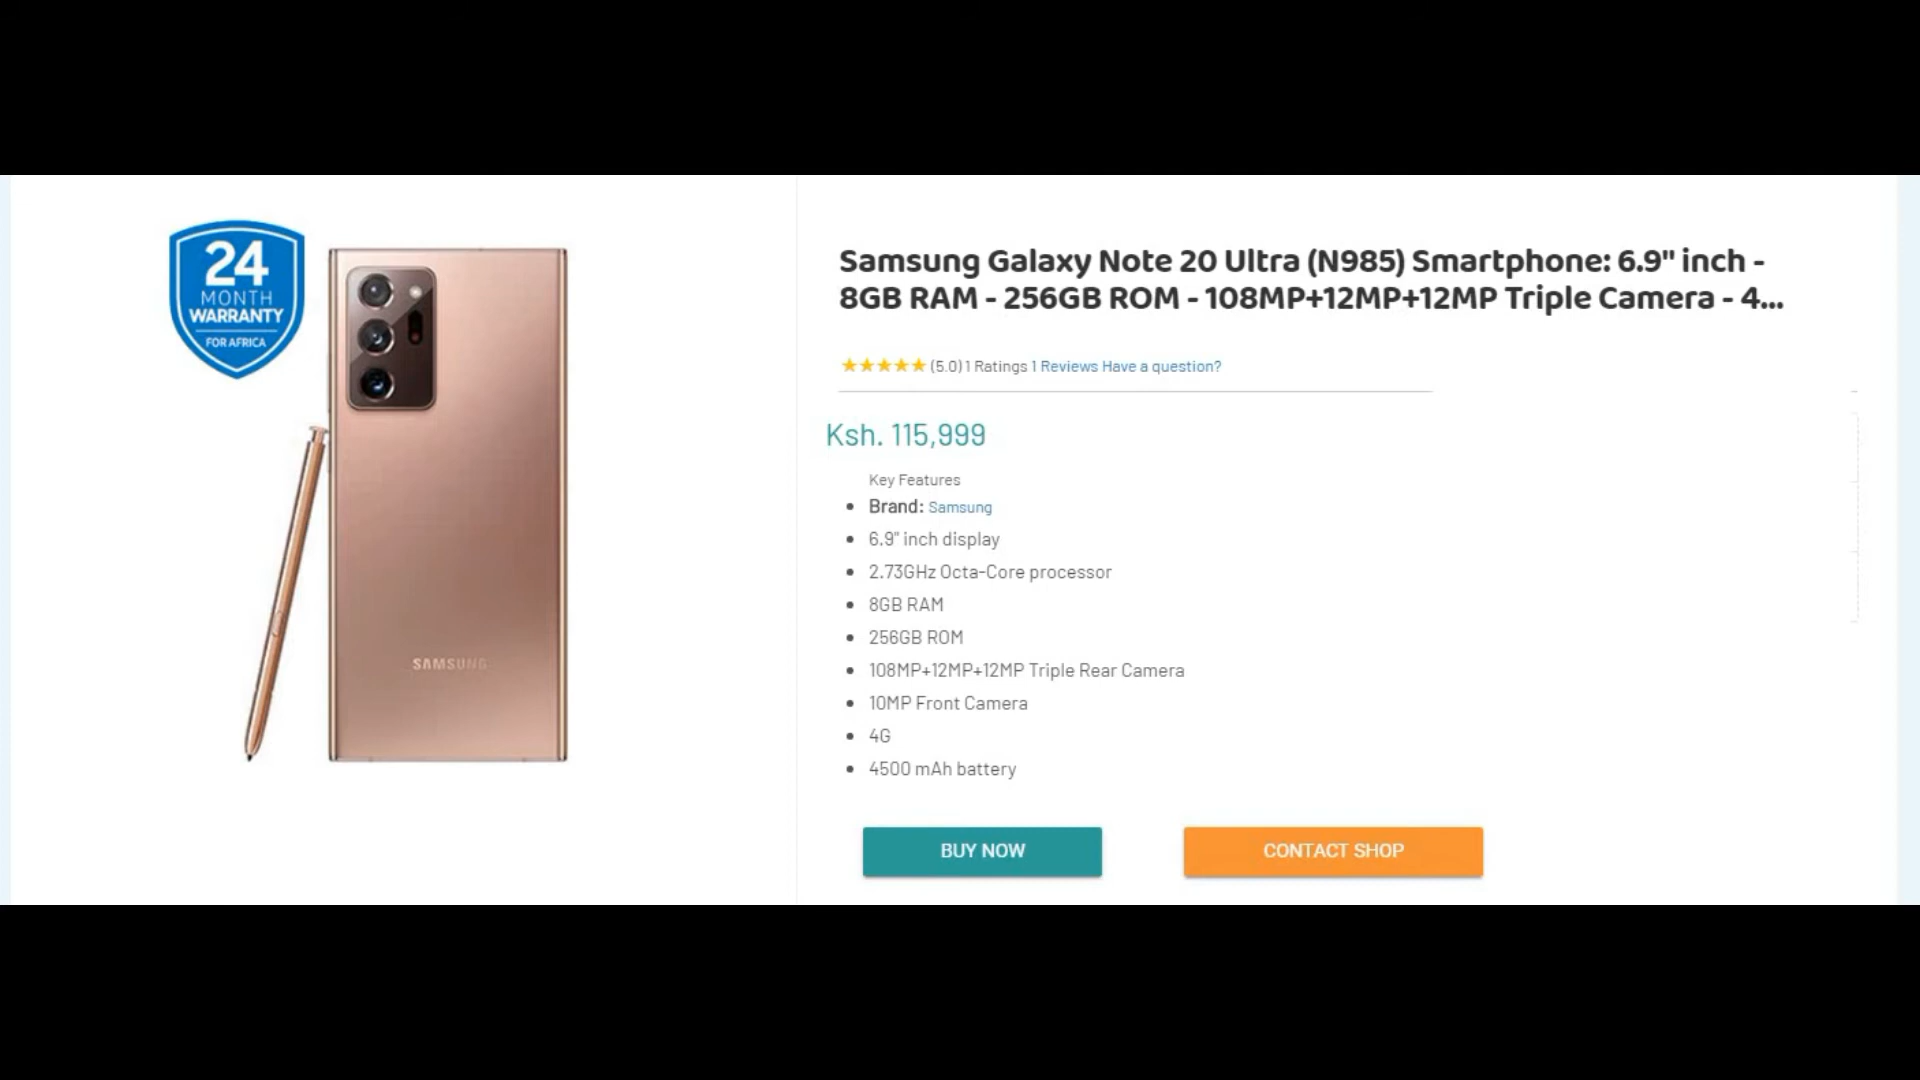 24
MONTH
WARRANTY
FOR AFRICA
SAMSUNG
Samsung Galaxy Note 20 Ultra (N985) Smartphone: 6.9" inch -
8GB RAM - 256GB ROM - 108MP+12MP+12MP Triple Camera - 4...
(5.0) 1 Ratings 1 Reviews Have a question?
Ksh. 115,999
Key Features
Brand: Samsung
6.9" inch display
2.73GHz Octa-Core processor
8GB RAM
256GB ROM
108MP+12MP+12MP Triple Rear Camera
10MP Front Camera
4G
4500 mAh battery
BUY NOW
CONTACT SHOP